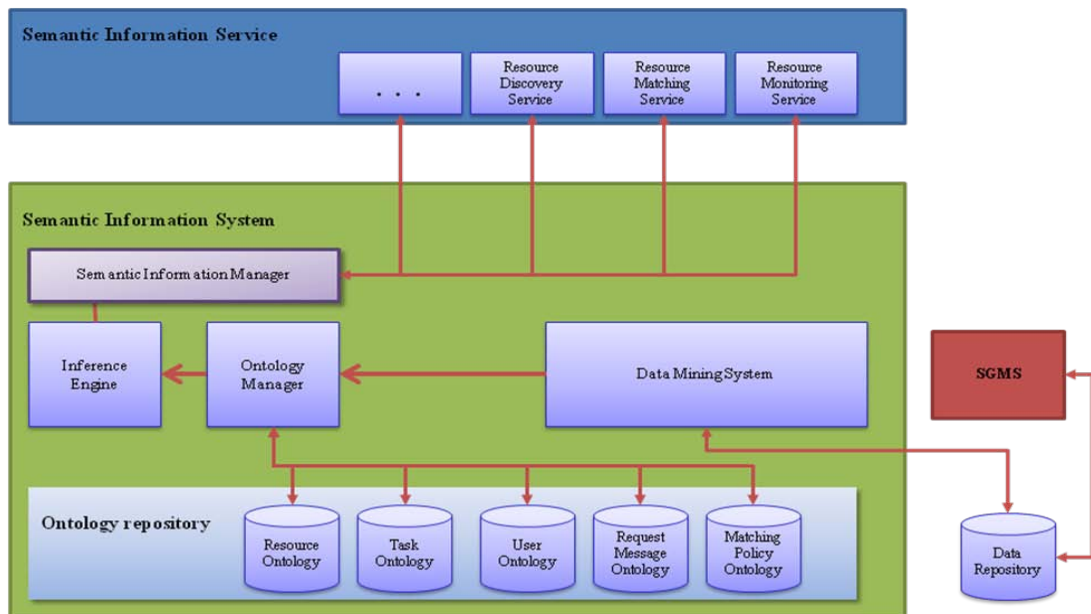 Semantic Information Service
. . .
Resource
Discovery
Service
Resource
Matching
Service
Resource
Monitoring
Service
Semantic Information System
Semantic Information Manager
Inference
Engine
Ontology
Manager
Data Mining System
SGMS
Ontology repository
Resource
Ontology
Task
Ontology
User
Ontology
Request
Message
Ontology
Matching
Policy
Ontology
Data
Repository